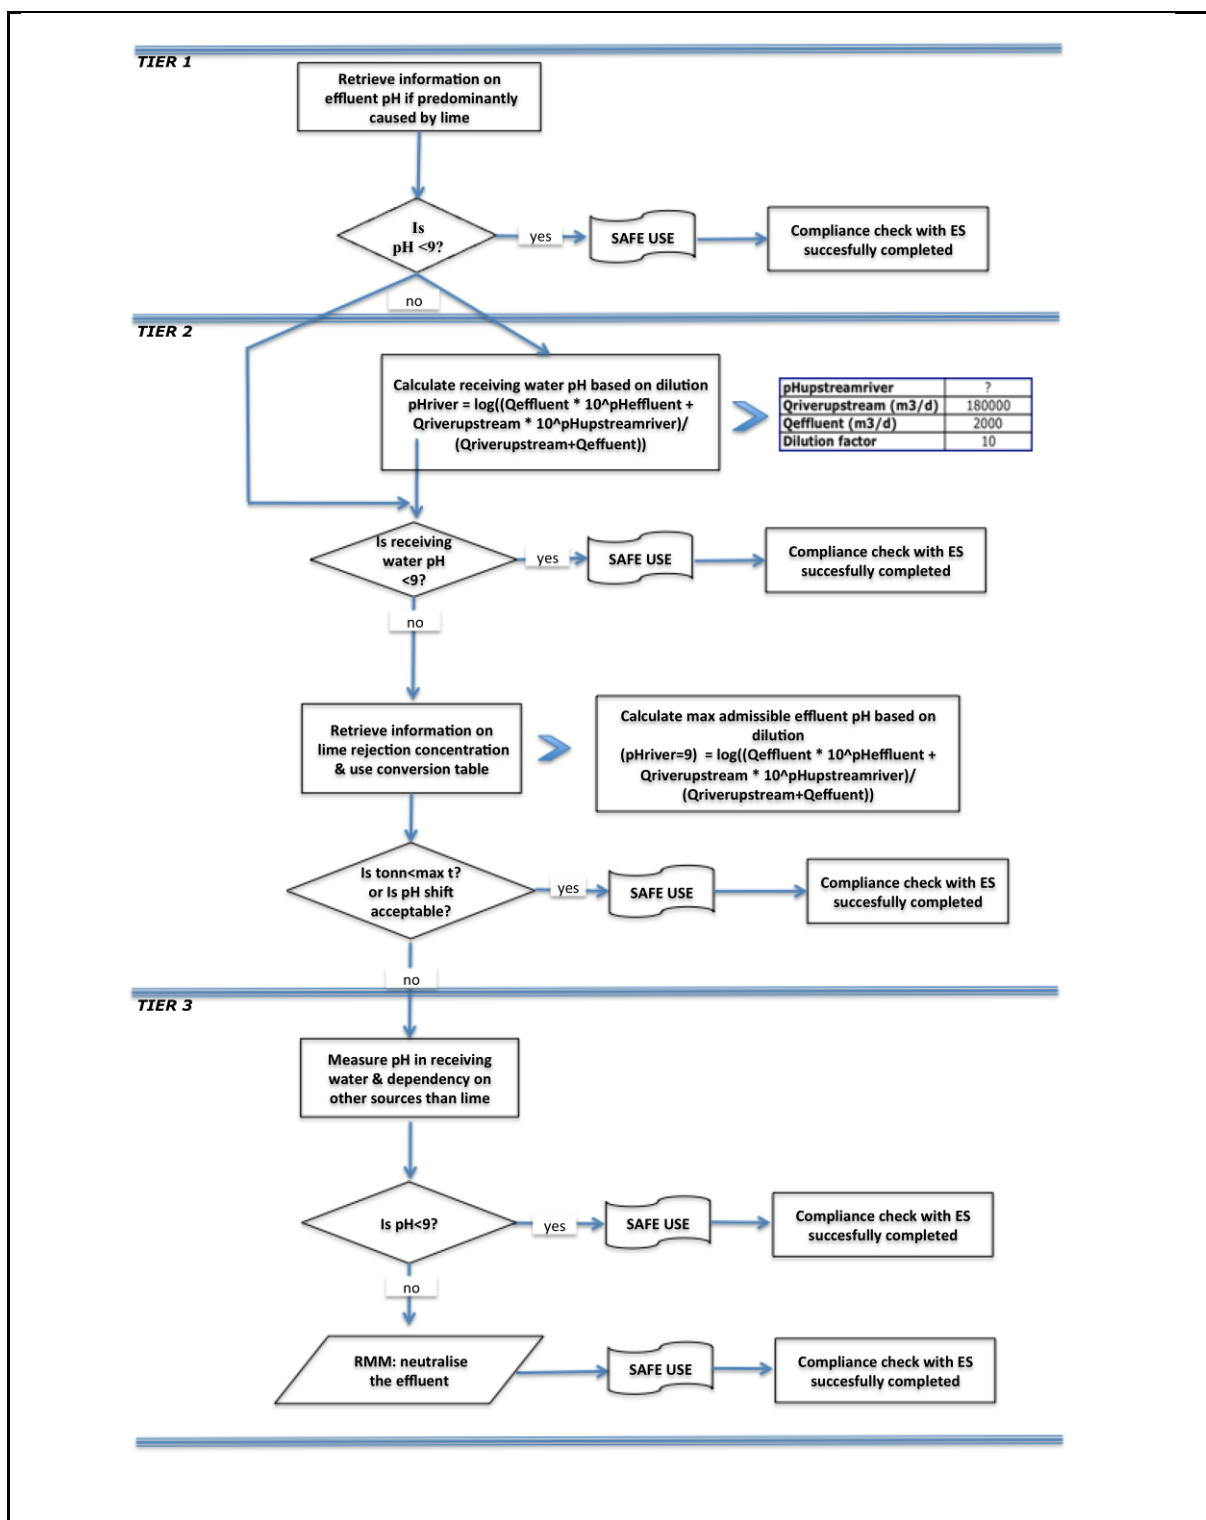 TIER 1
Retrieve information on
effluent pH if predominantly
caused by lime
Is
pH <9?
yes
SAFE USE
Compliance check with ES
succesfully completed
no
TIER 2
Calculate receiving water pH based on dilution
pHriver = log((Qeffluent * 10^pHeffluent +
Qriverupstream * 10^pHupstreamriver)/
(Qriverupstream+Qeffuent))
pHupstreamriver ?
Qriverupstream (m3/d) 180000
Qeffluent (m3/d) 2000
Dilution factor 10
Is receiving
water pH
<9?
yes
SAFE USE
Compliance check with ES
succesfully completed
no
Retrieve information on
lime rejection concentration
& use conversion table
Calculate max admissible effluent pH based on
dilution
(pHriver=9) = log((Qeffluent * 10^pHeffluent +
Qriverupstream * 10^pHupstreamriver)/
(Qriverupstream+Qeffuent))
Is tonn<max t?
or Is pH shift
acceptable?
yes
SAFE USE
Compliance check with ES
succesfully completed
no
TIER 3
Measure pH in receiving
water & dependency on
other sources than lime
Is pH<9?
yes
SAFE USE
Compliance check with ES
succesfully completed
no
RMM: neutralise
the effluent
SAFE USE
Compliance check with ES
succesfully completed